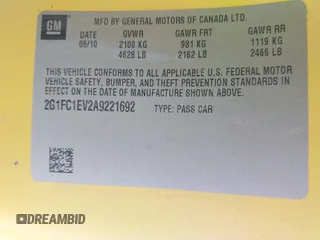 GM
MFD BY GENERAL MOTORS OF CANADA LTD.
DATE GVWR GAWR FRT GAWR RR
05/10 2100 KG 981 KG 1119 KG
4628 LB 2162 LB 2466 LB
THIS VEHICLE CONFORMS TO ALL APPLICABLE U.S. FEDERAL MOTOR
VEHICLE SAFETY, BUMPER, AND THEFT PREVENTION STANDARDS IN
EFFECT ON THE DATE OF MANUFACTURE SHOWN ABOVE.
2G1FC1EV2A9221692 TYPE: PASS CAR
DREAMBID